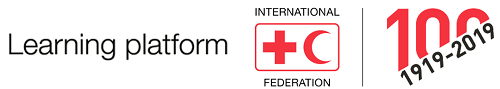 Learning platform
INTERNATIONAL
FEDERATION
100
1919-2019